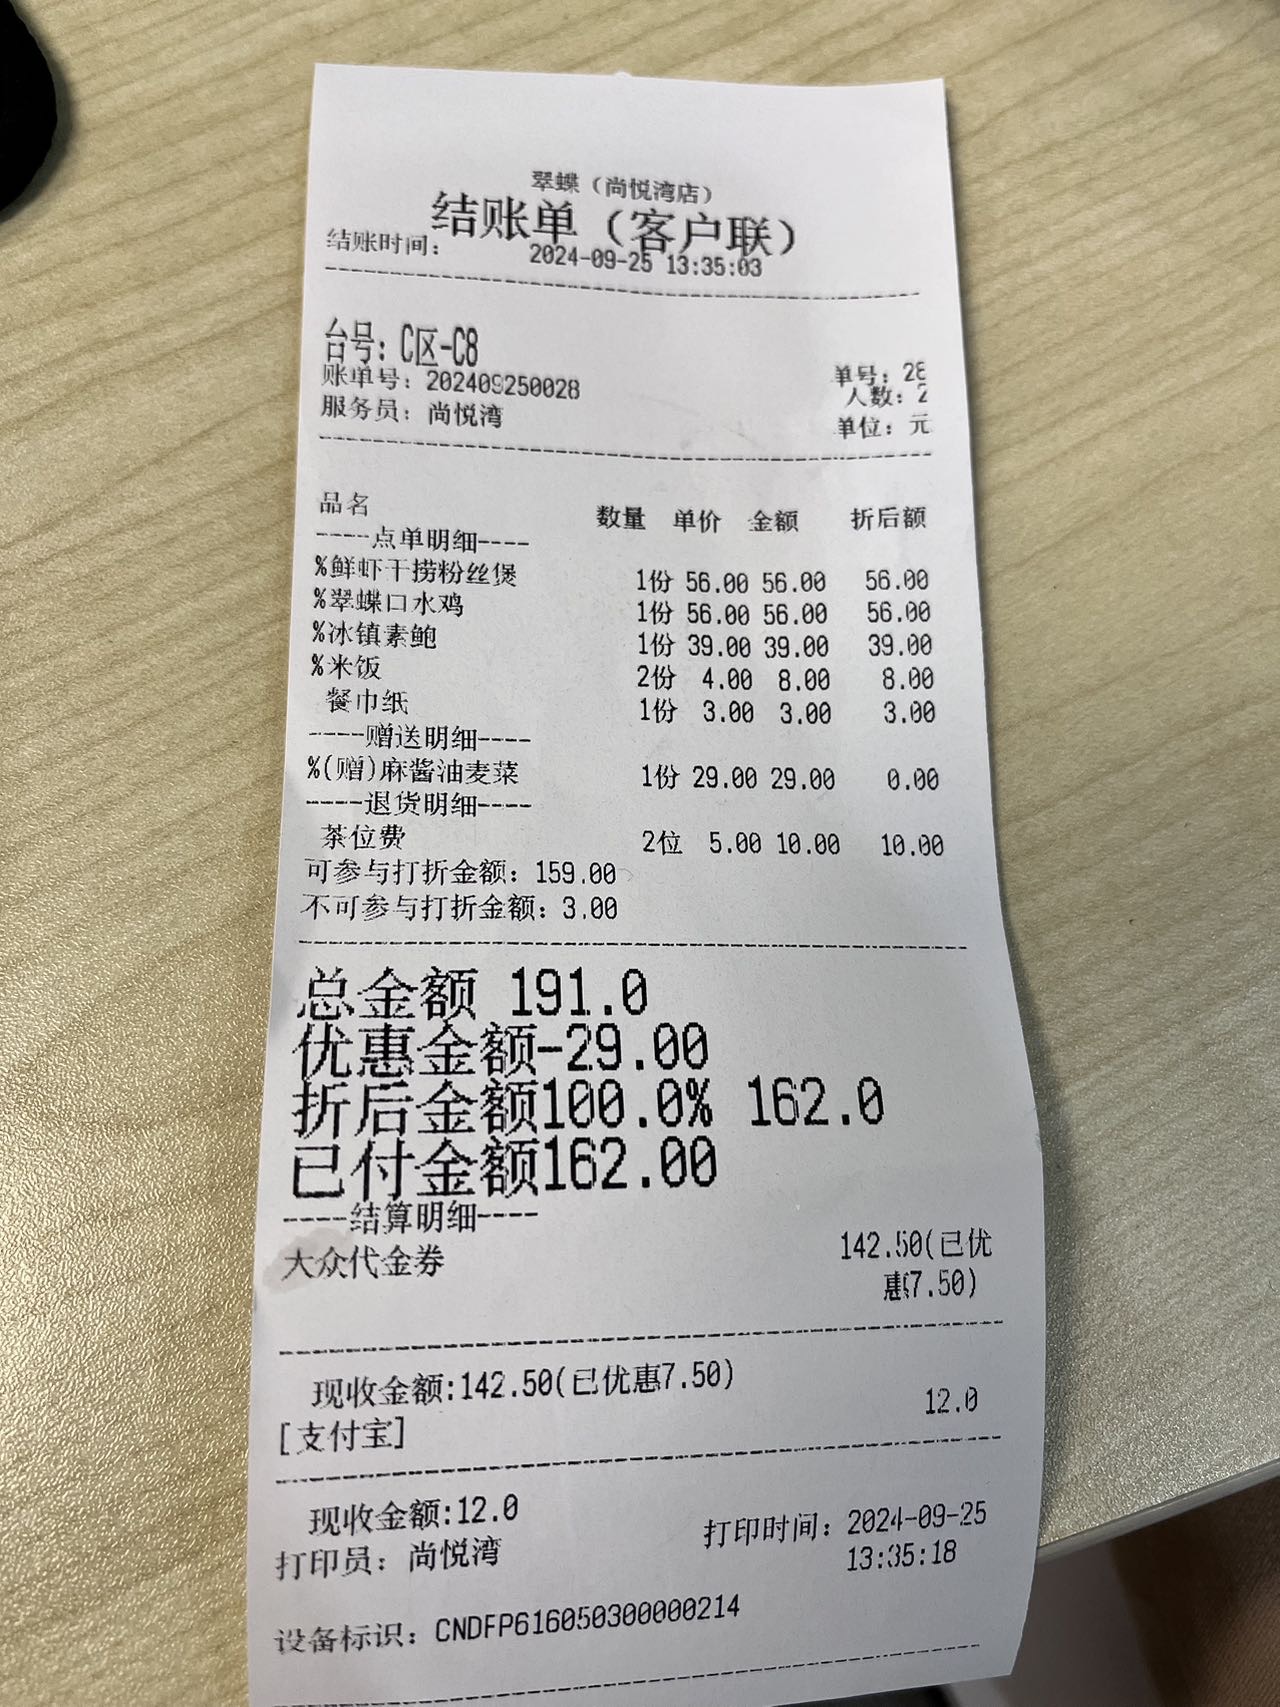 翠蝶（尚悦湾店）
结账单（客户联）
结账时间： 2024-09-25 13:35:03
台号：C区-C8
账单号：202409250028 单号：28
人数：2
服务员：尚悦湾 单位：元
品名 数量 单价 金额 折后额
----点单明细----
%鲜虾干捞粉丝煲 1份 56.00 56.00 56.00
%翠蝶口水鸡 1份 56.00 56.00 56.00
%冰镇素鲍 1份 39.00 39.00 39.00
%米饭 2份 4.00 8.00 8.00
餐巾纸 1份 3.00 3.00 3.00
----赠送明细----
%(赠)麻酱油麦菜 1份 29.00 29.00 0.00
----退货明细----
茶位费 2位 5.00 10.00 10.00
可参与打折金额：159.00
不可参与打折金额：3.00
总金额 191.0
优惠金额-29.00
折后金额100.0% 162.0
已付金额162.00
----结算明细----
大众代金券 142.50(已优
惠7.50)
现收金额:142.50(已优惠7.50)
[支付宝] 12.0
现收金额:12.0
打印员：尚悦湾 打印时间：2024-09-25
13:35:18
设备标识：CNDFP616050300000214